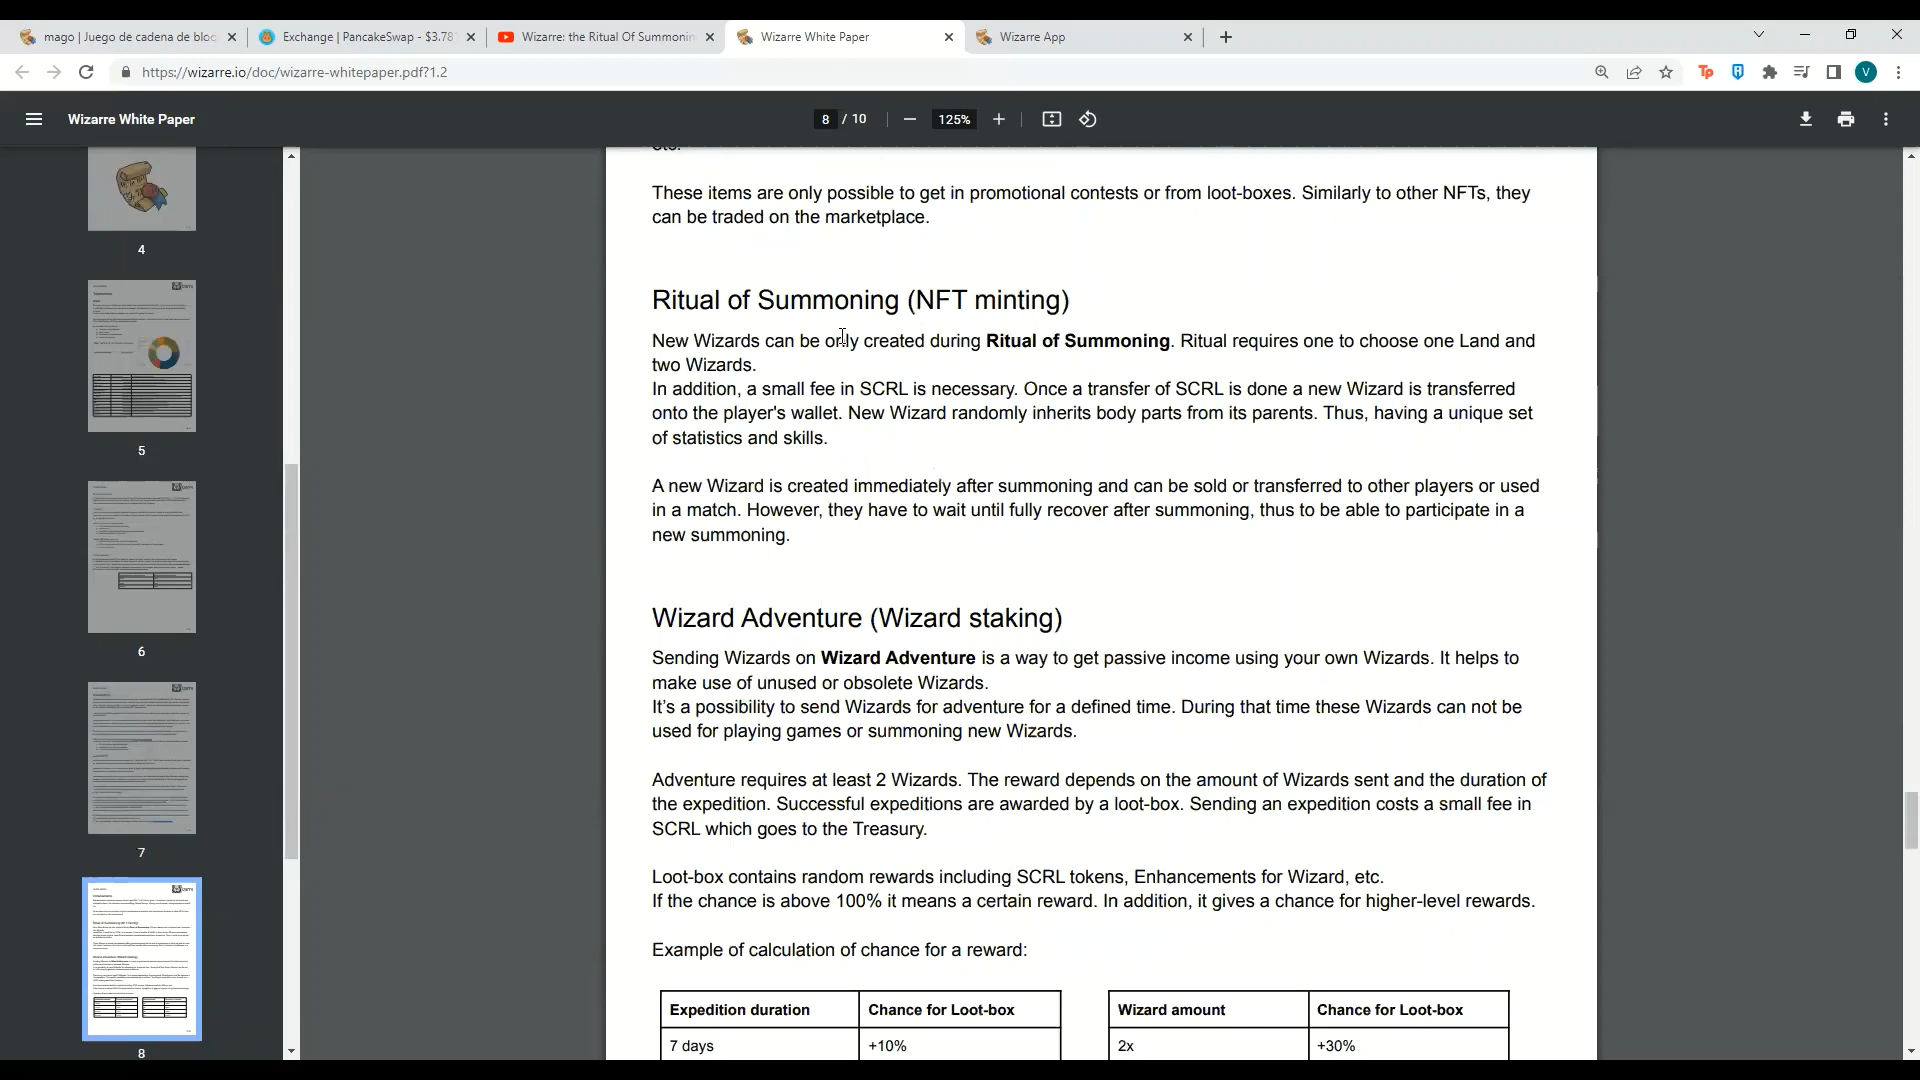 mago | Juego de cadena de bloq
Exchange | PancakeSwap - $3.78
Wizarre: the Ritual Of Summonin
Wizarre White Paper
Wizarre App
https://wizarre.io/doc/wizarre-whitepaper.pdf?1.2
Tp
V
Wizarre White Paper
8 / 10
125%
4
5
6
7
8
etc.
These items are only possible to get in promotional contests or from loot-boxes. Similarly to other NFTs, they
can be traded on the marketplace.
Ritual of Summoning (NFT minting)
New Wizards can be only created during Ritual of Summoning. Ritual requires one to choose one Land and
two Wizards.
In addition, a small fee in SCRL is necessary. Once a transfer of SCRL is done a new Wizard is transferred
onto the player's wallet. New Wizard randomly inherits body parts from its parents. Thus, having a unique set
of statistics and skills.
A new Wizard is created immediately after summoning and can be sold or transferred to other players or used
in a match. However, they have to wait until fully recover after summoning, thus to be able to participate in a
new summoning.
Wizard Adventure (Wizard staking)
Sending Wizards on Wizard Adventure is a way to get passive income using your own Wizards. It helps to
make use of unused or obsolete Wizards.
It's a possibility to send Wizards for adventure for a defined time. During that time these Wizards can not be
used for playing games or summoning new Wizards.
Adventure requires at least 2 Wizards. The reward depends on the amount of Wizards sent and the duration of
the expedition. Successful expeditions are awarded by a loot-box. Sending an expedition costs a small fee in
SCRL which goes to the Treasury.
Loot-box contains random rewards including SCRL tokens, Enhancements for Wizard, etc.
If the chance is above 100% it means a certain reward. In addition, it gives a chance for higher-level rewards.
Example of calculation of chance for a reward:
Expedition duration Chance for Loot-box Wizard amount Chance for Loot-box
7 days +10% 2x +30%